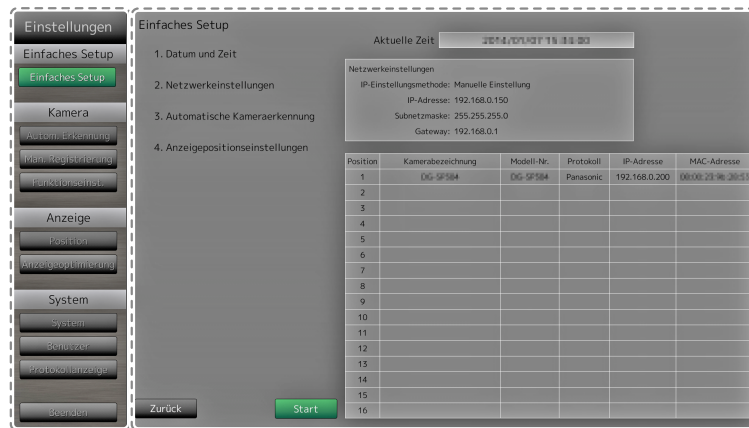 Einstellungen
Einfaches Setup
Einfaches Setup
Kamera
Autom. Erkennung
Man. Registrierung
Funktionseinst.
Anzeige
Position
Anzeigeoptimierung
System
System
Benutzer
Protokollanzeige
Beenden
Einfaches Setup
1. Datum und Zeit
2. Netzwerkeinstellungen
3. Automatische Kameraerkennung
4. Anzeigepositionseinstellungen
Zurück
Start
Aktuelle Zeit
Netzwerkeinstellungen
IP-Einstellungsmethode: Manuelle Einstellung
IP-Adresse: 192.168.0.150
Subnetzmaske: 255.255.255.0
Gateway: 192.168.0.1
Position Kamerabezeichnung Modell-Nr. Protokoll IP-Adresse MAC-Adresse
1 DG-SP584 DG-SP584 Panasonic 192.168.0.200
2
3
4
5
6
7
8
9
10
11
12
13
14
15
16